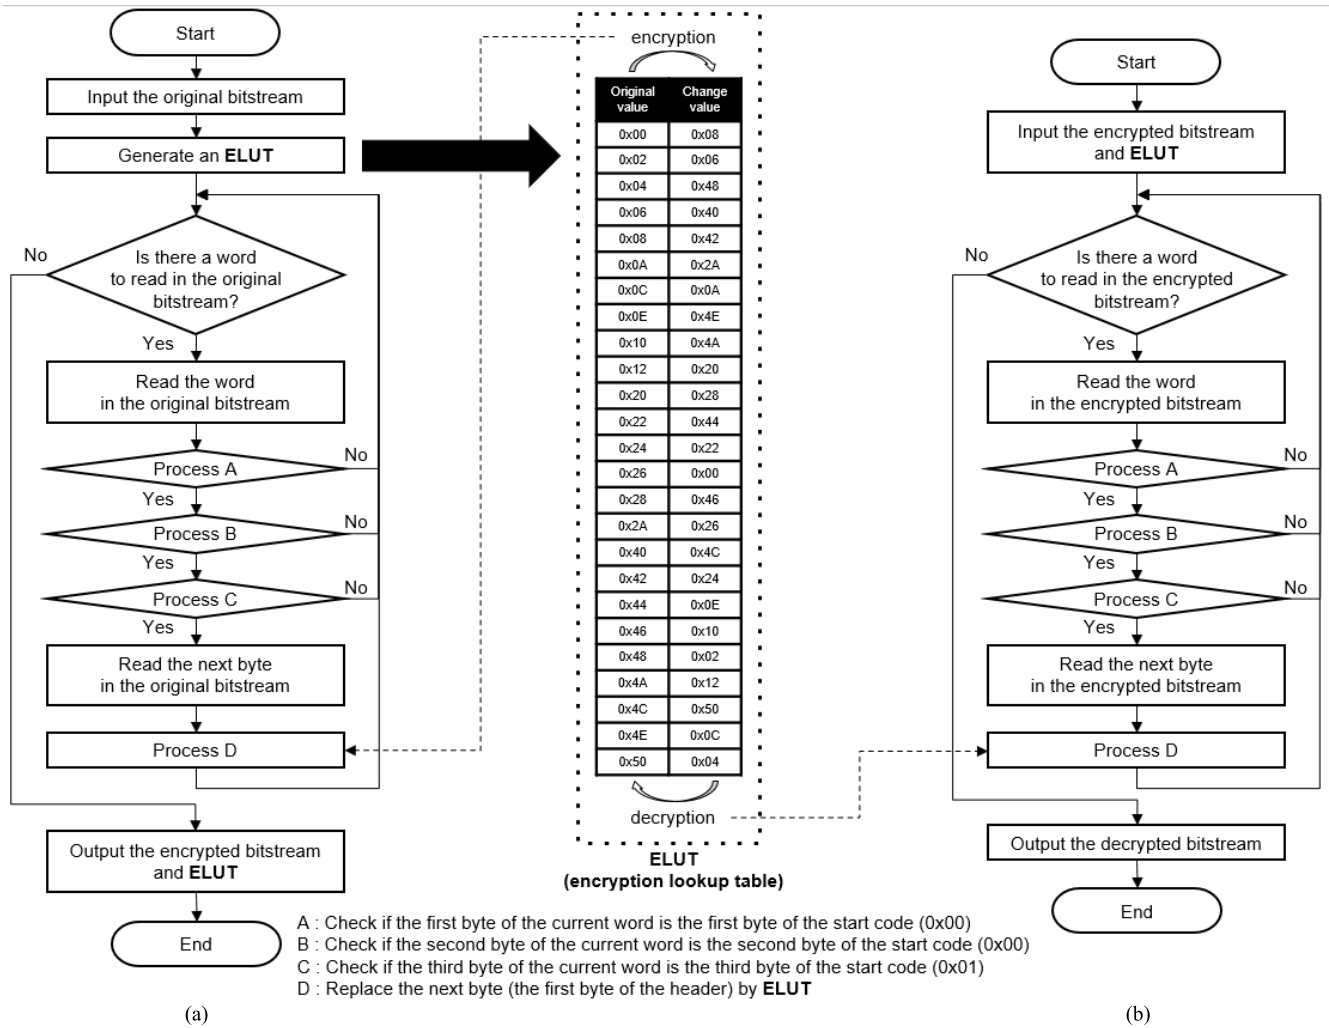 Start
Input the original bitstream
Generate an ELUT
No
Is there a word
to read in the original
bitstream?
Yes
Read the word
in the original bitstream
Process A
No
Yes
Process B
No
Yes
Process C
No
Yes
Read the next byte
in the original bitstream
Process D
Output the encrypted bitstream
and ELUT
End
encryption
Original value Change value
0x00 0x08
0x02 0x06
0x04 0x48
0x06 0x40
0x08 0x42
0x0A 0x2A
0x0C 0x0A
0x0E 0x4E
0x10 0x4A
0x12 0x20
0x20 0x28
0x22 0x44
0x24 0x22
0x26 0x00
0x28 0x46
0x2A 0x26
0x40 0x4C
0x42 0x24
0x44 0x0E
0x46 0x10
0x48 0x02
0x4A 0x12
0x4C 0x50
0x4E 0x0C
0x50 0x04
decryption
ELUT
(encryption lookup table)
Start
Input the encrypted bitstream
and ELUT
No
Is there a word
to read in the encrypted
bitstream?
Yes
Read the word
in the encrypted bitstream
Process A
No
Yes
Process B
No
Yes
Process C
No
Yes
Read the next byte
in the encrypted bitstream
Process D
Output the decrypted bitstream
End
A : Check if the first byte of the current word is the first byte of the start code (0x00)
B : Check if the second byte of the current word is the second byte of the start code (0x00)
C : Check if the third byte of the current word is the third byte of the start code (0x01)
D : Replace the next byte (the first byte of the header) by ELUT
(a)
(b)